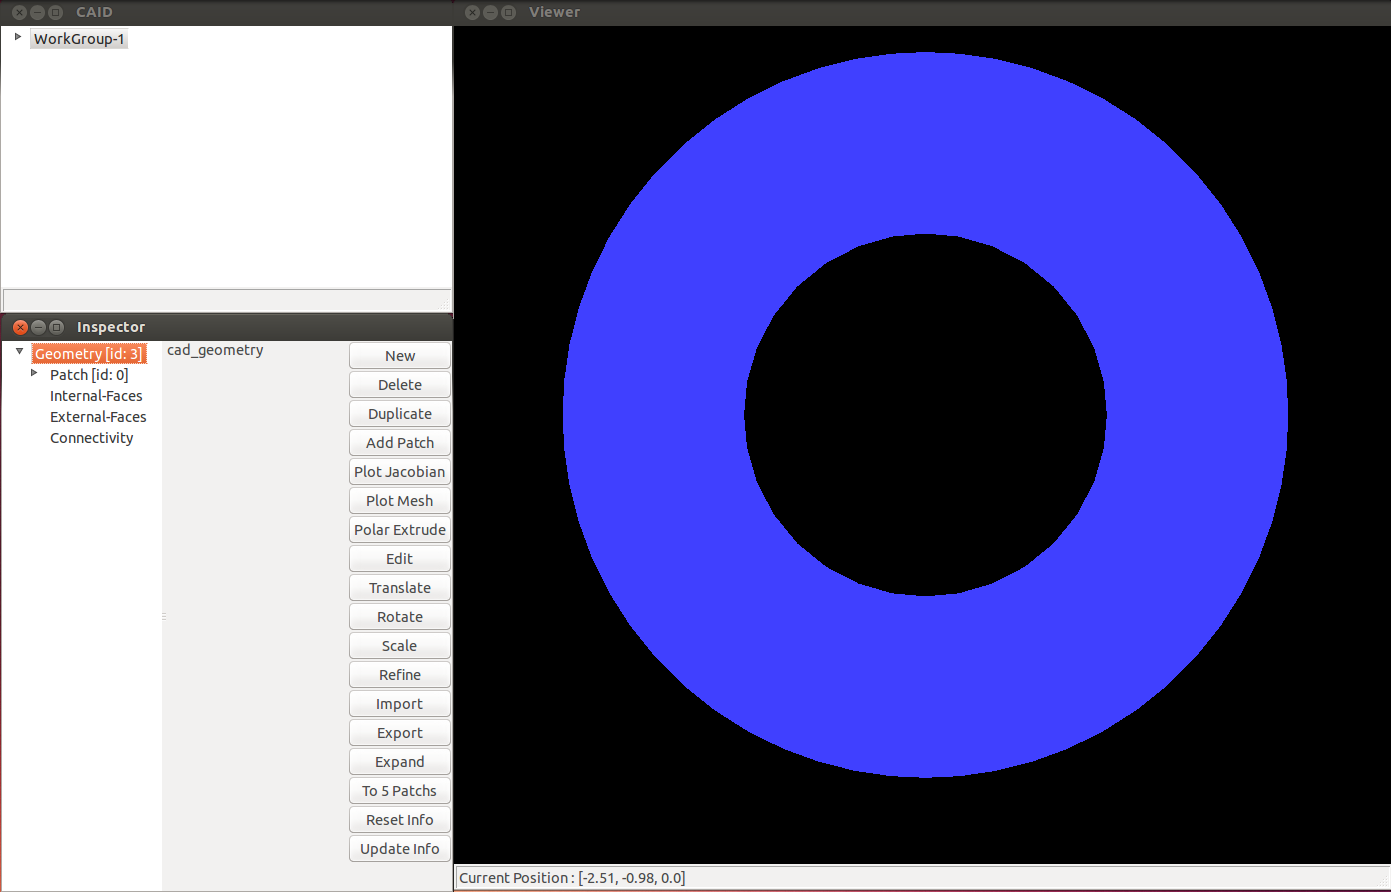 CAID
WorkGroup-1
Inspector
Geometry [id: 3]
Patch [id: 0]
Internal-Faces
External-Faces
Connectivity
cad_geometry
New
Delete
Duplicate
Add Patch
Plot Jacobian
Plot Mesh
Polar Extrude
Edit
Translate
Rotate
Scale
Refine
Import
Export
Expand
To 5 Patchs
Reset Info
Update Info
Viewer
Current Position : [-2.51, -0.98, 0.0]